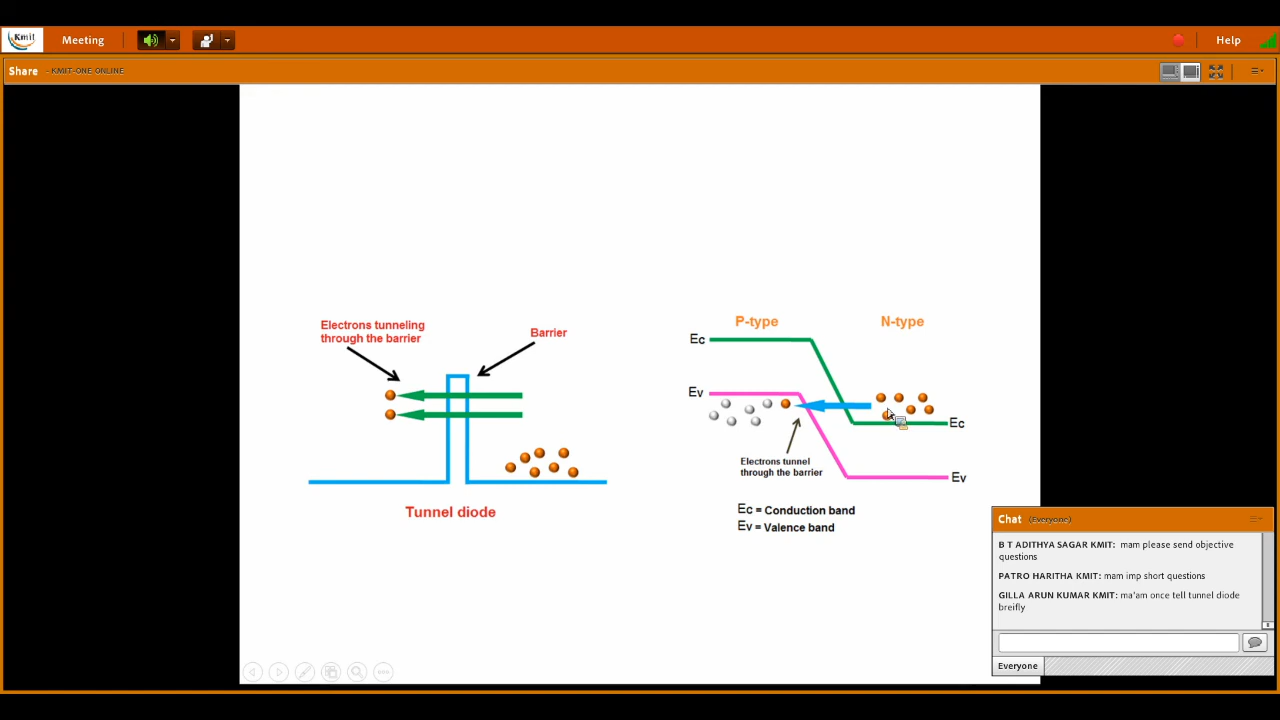 Kmit
Meeting
Help
Share - KMIT-ONE ONLINE
Electrons tunneling
through the barrier
Barrier
Tunnel diode
P-type
N-type
Ec
Ev
Ec
Ev
Electrons tunnel
through the barrier
Ec = Conduction band
Ev = Valence band
Chat (Everyone)
B T ADITHYA SAGAR KMIT: mam please send objective
questions
PATRO HARITHA KMIT: mam imp short questions
GILLA ARUN KUMAR KMIT: ma'am once tell tunnel diode
breifly
Everyone